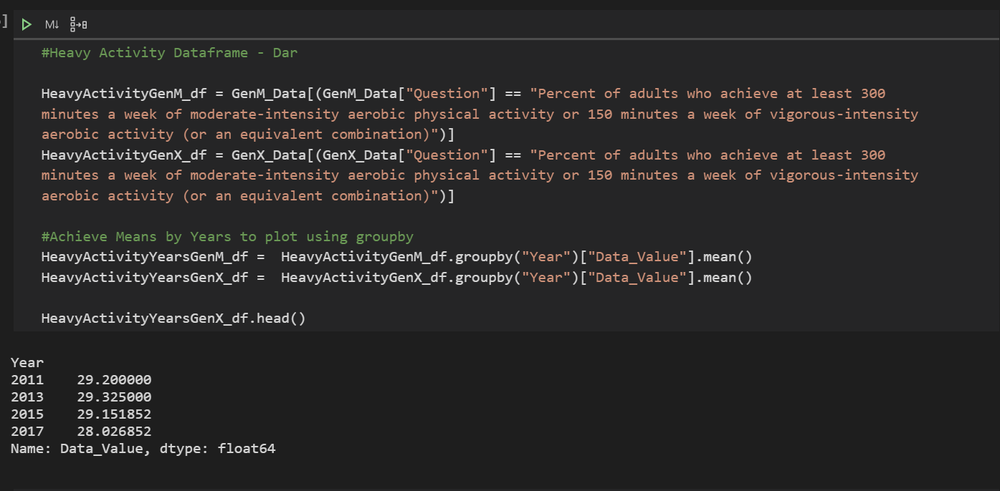 ]
M↓
#Heavy Activity Dataframe - Dar
HeavyActivityGenM_df = GenM_Data[(GenM_Data["Question"] == "Percent of adults who achieve at least 300
minutes a week of moderate-intensity aerobic physical activity or 150 minutes a week of vigorous-intensity
aerobic activity (or an equivalent combination)")]
HeavyActivityGenX_df = GenX_Data[(GenX_Data["Question"] == "Percent of adults who achieve at least 300
minutes a week of moderate-intensity aerobic physical activity or 150 minutes a week of vigorous-intensity
aerobic activity (or an equivalent combination)")]
#Achieve Means by Years to plot using groupby
HeavyActivityYearsGenM_df =  HeavyActivityGenM_df.groupby("Year")["Data_Value"].mean()
HeavyActivityYearsGenX_df =  HeavyActivityGenX_df.groupby("Year")["Data_Value"].mean()
HeavyActivityYearsGenX_df.head()
Year
2011    29.200000
2013    29.325000
2015    29.151852
2017    28.026852
Name: Data_Value, dtype: float64